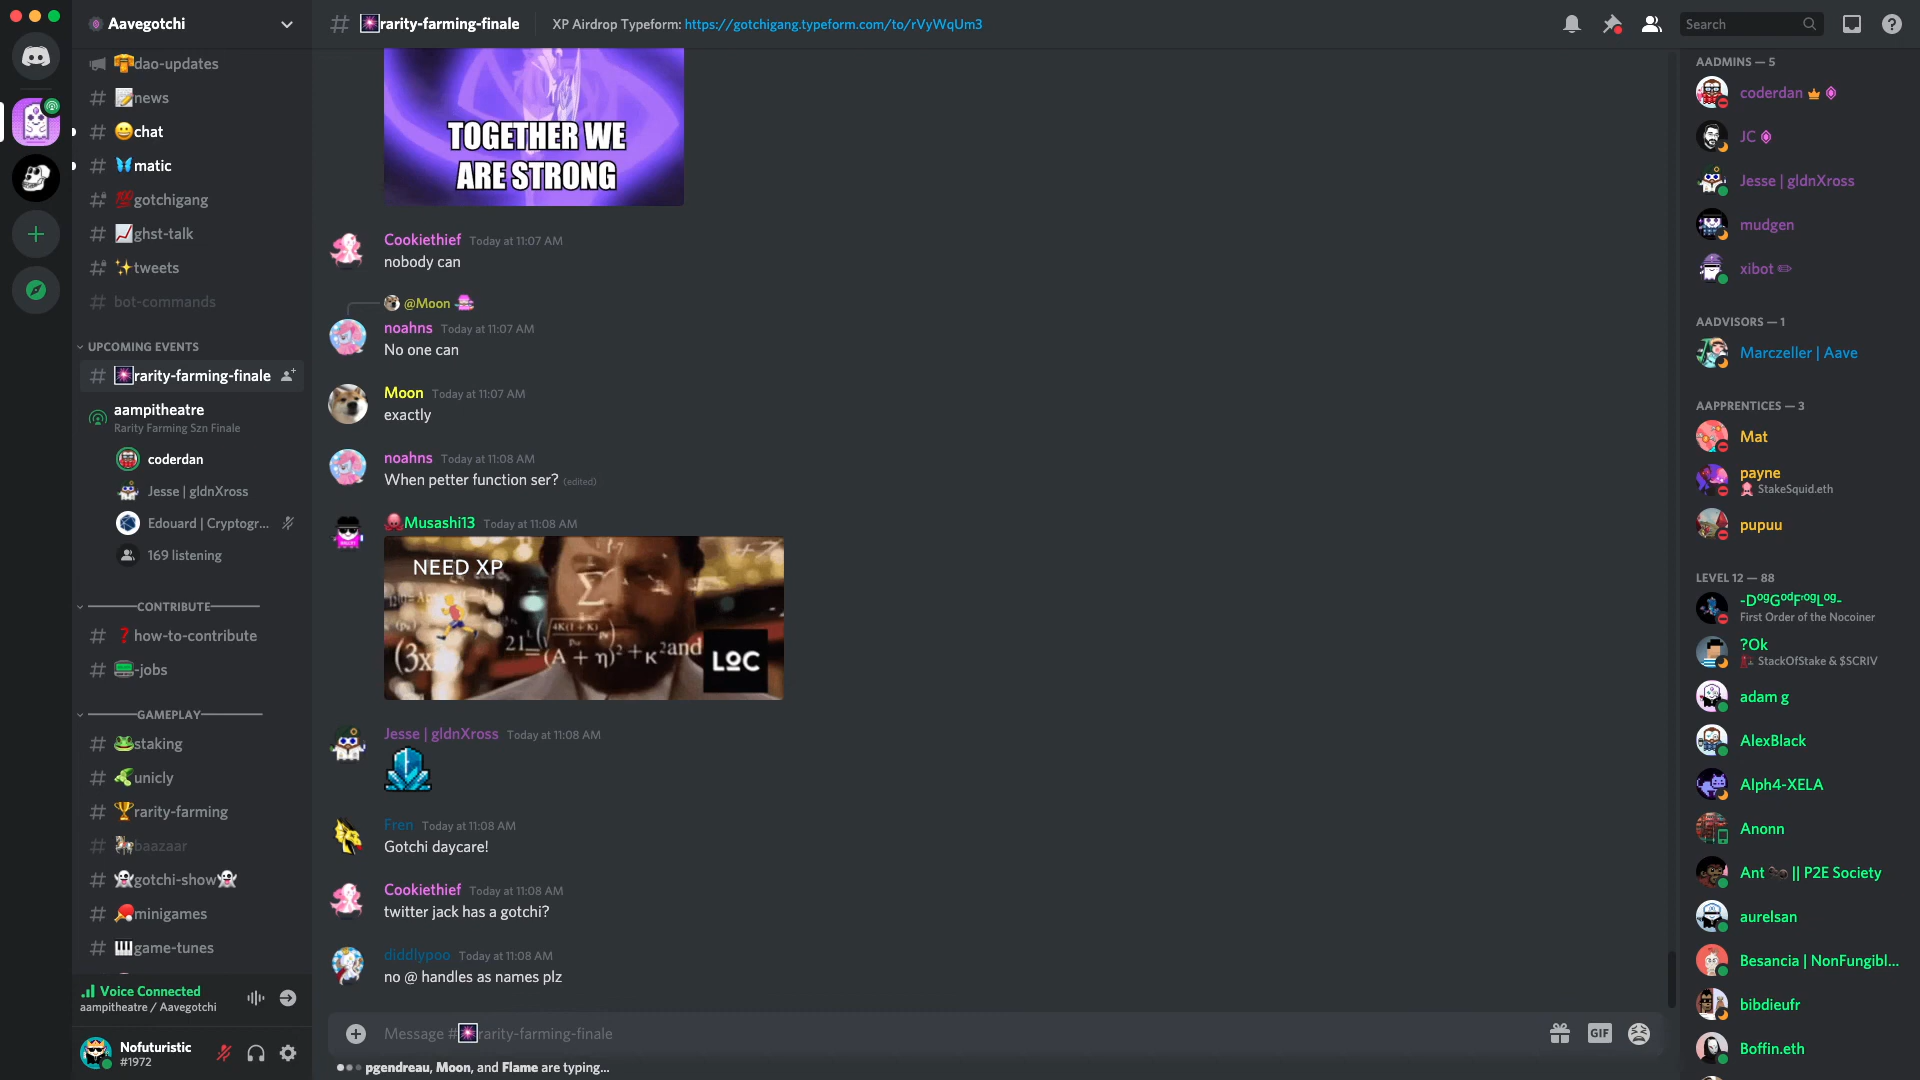 Aavegotchi
dao-updates
news
chat
matic
gotchigang
ghst-talk
tweets
bot-commands
UPCOMING EVENTS
rarity-farming-finale
aampitheatre
Rarity Farming Szn Finale
coderdan
Jesse | gldnXross
Edouard | Cryptogr...
169 listening
CONTRIBUTE
how-to-contribute
-jobs
GAMEPLAY
staking
unicly
rarity-farming
baazaar
gotchi-show
minigames
game-tunes
Voice Connected
aampitheatre / Aavegotchi
Nofuturistic
#1972
rarity-farming-finale
XP Airdrop Typeform: https://gotchigang.typeform.com/to/rVyWqUm3
Search
TOGETHER WE
ARE STRONG
Cookiethief Today at 11:07 AM
nobody can
@Moon
noahns Today at 11:07 AM
No one can
Moon Today at 11:07 AM
exactly
noahns Today at 11:08 AM
When petter function ser? (edited)
Musashi13 Today at 11:08 AM
NEED XP
LOC
Jesse | gldnXross Today at 11:08 AM
Fren Today at 11:08 AM
Gotchi daycare!
Cookiethief Today at 11:08 AM
twitter jack has a gotchi?
diddlypoo Today at 11:08 AM
no @ handles as names plz
Message # rarity-farming-finale
GIF
pgendreau, Moon, and Flame are typing...
AADMINS — 5
coderdan
JC
Jesse | gldnXross
mudgen
xibot
AADVISORS — 1
Marczeller | Aave
AAPPRENTICES — 3
Mat
payne
StakeSquid.eth
pupuu
LEVEL 12 — 88
-DᵒᵍGᵒᵈFʳᵒᵍLᵒᵍ-
First Order of the Nocoiner
?Ok
StackOfStake & $SCRIV
adam g
AlexBlack
Alph4-XELA
Anonn
Ant || P2E Society
aurelsan
Besancia | NonFungibl...
bibdieufr
Boffin.eth